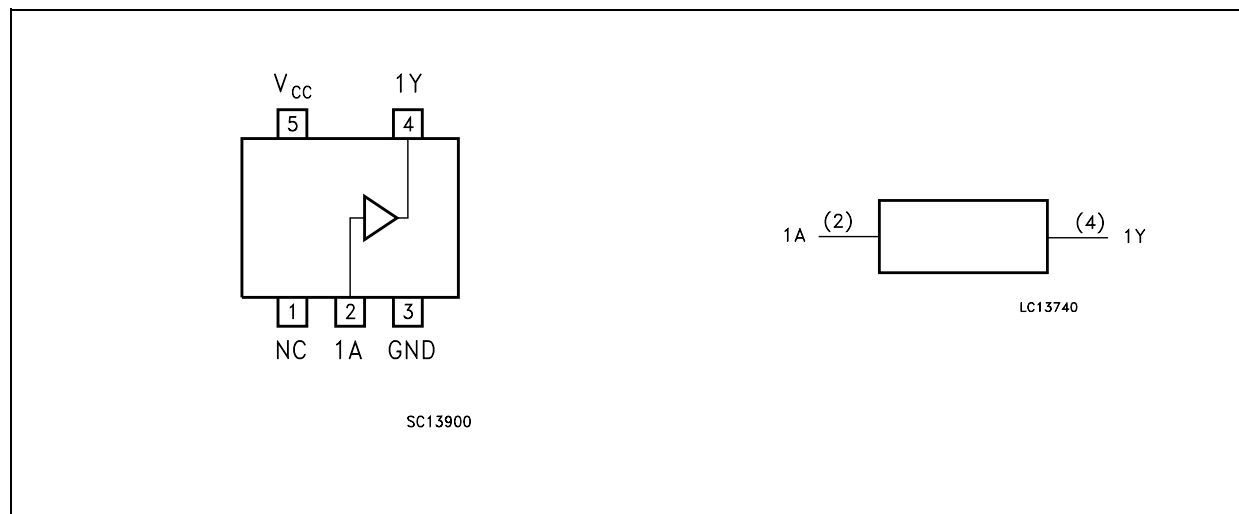 VCC 1Y
5 4
1 2 3
NC 1A GND
SC13900
1A (2) (4) 1Y
LC13740